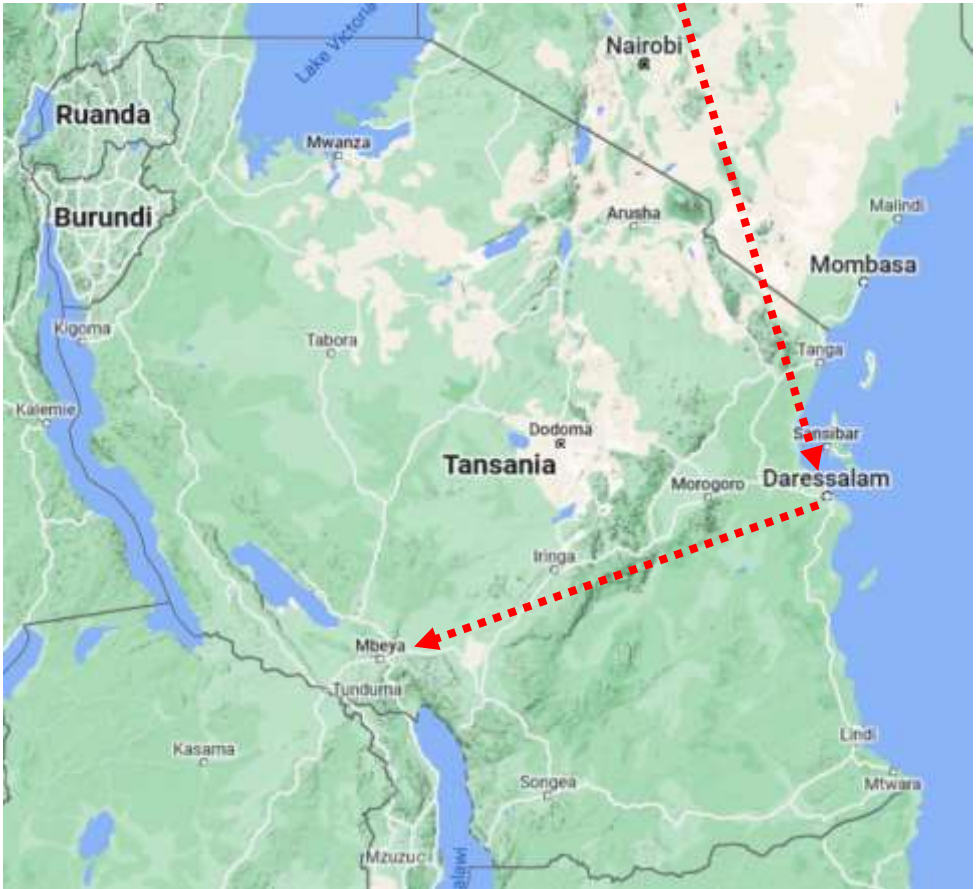 Nairobi
Lake Victoria
Ruanda
Mwanza
Burundi
Arusha
Malindi
Mombasa
Kigoma
Tabora
Tanga
Kalemie
Dodoma
Sansibar
Tansania
Morogoro
Daressalam
Iringa
Mbeya
Tunduma
Kasama
Lindi
Songea
Mtwara
Mzuzu
alawi